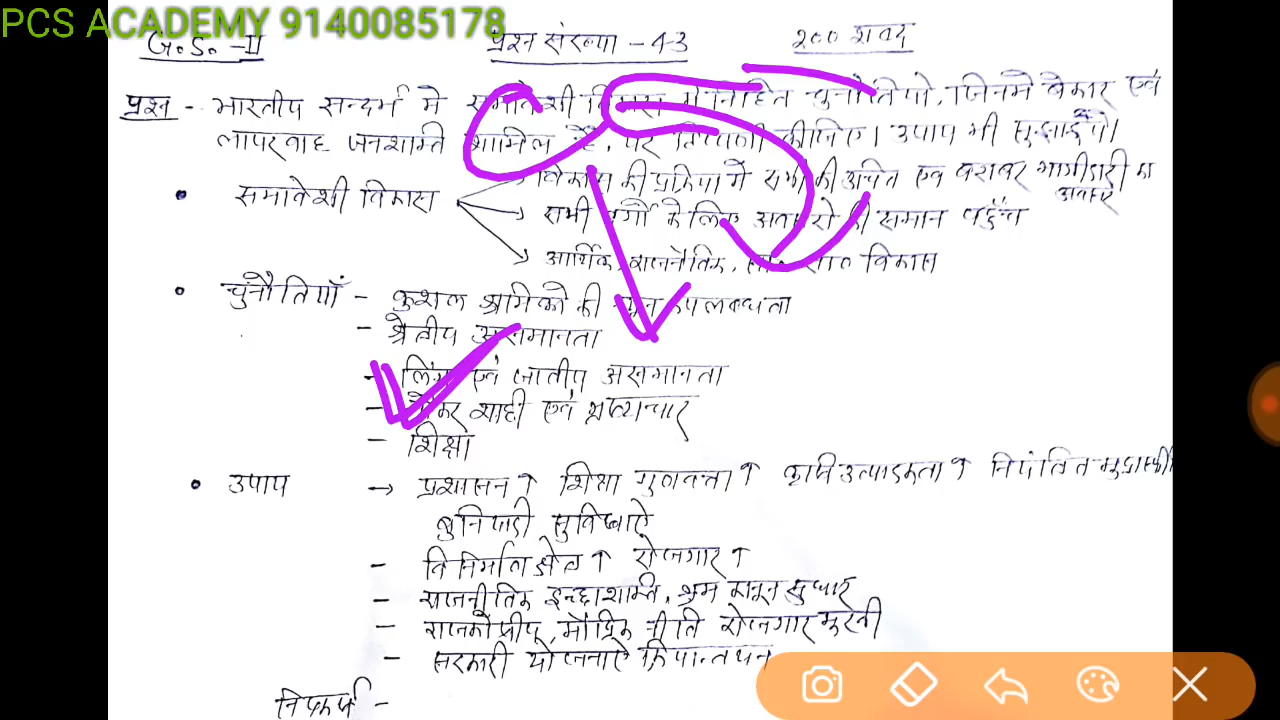 PCS ACADEMY 9140085178
G.S.-II प्रश्न संख्या - 43 200 शब्द
प्रश्न - भारतीय सन्दर्भ में समावेशी विकास में निहित चुनौतियों, जिनमें बेकार एवं
लापरवाह जनशक्ति शामिल है, पर टिप्पणी कीजिए। उपाय भी सुझाइये।
• समावेशी विकास विकास की प्रक्रिया में सभी की उचित एवं बराबर भागीदारी का अवसर
सभी वर्गों के लिए अवसरों की समान पहुँच
आर्थिक, राजनैतिक, विकास
• चुनौतियाँ - कुशल श्रमिको की न्यून उपलब्धता
- क्षेत्रीय असमानता
- लिंग एवं जातीय असमानता
- नौकरशाही एवं भ्रष्टाचार
- शिक्षा
• उपाय → प्रशासन ↑ शिक्षा गुणवत्ता ↑ कृषि उत्पादकता ↑ नियंत्रित मुद्रास्फीति
बुनियादी सुविधाऐ
- विनिर्माण क्षेत्र ↑ रोजगार ↑
- राजनीतिक इच्छाशक्ति, श्रम कानून सुधार
- राजकोषीय, मौद्रिक नीति रोजगार
- सरकारी योजनाऐ क्रियान्वयन
निष्कर्ष -